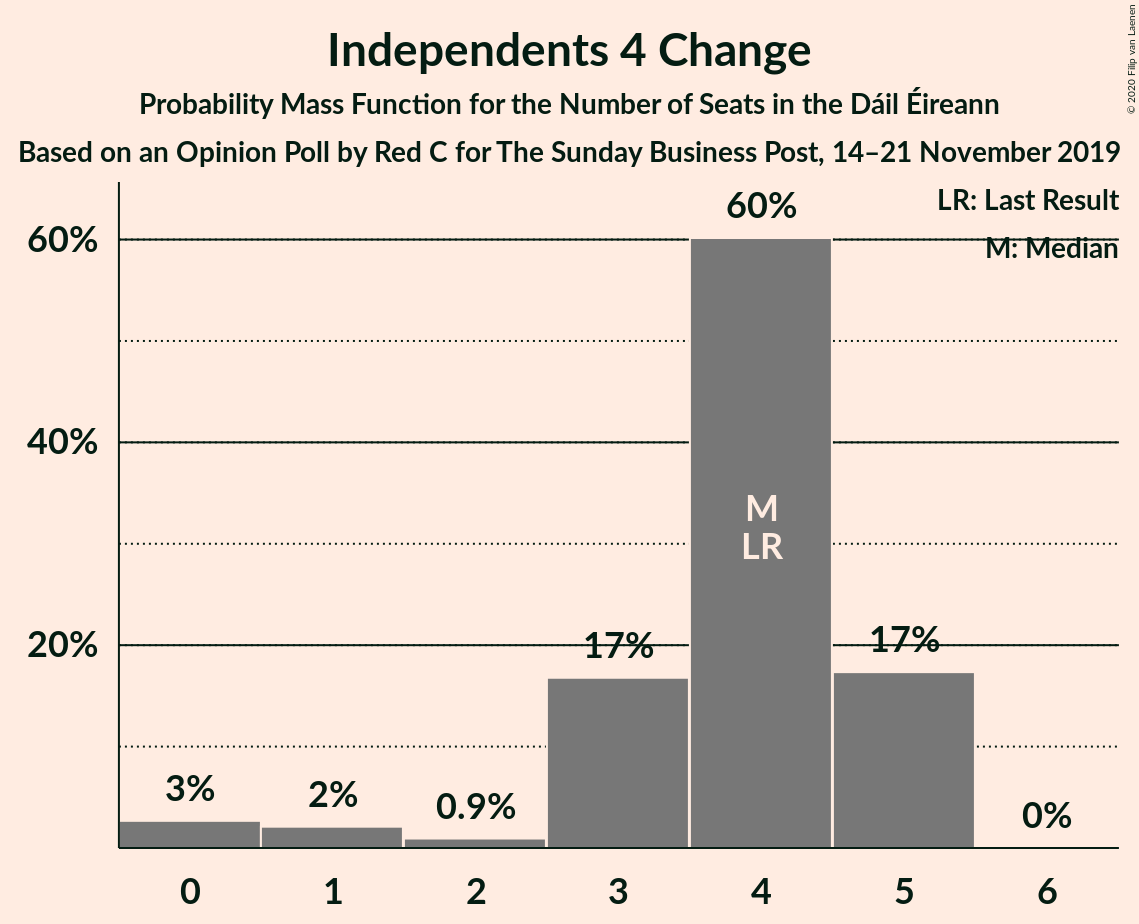 Independents 4 Change
Probability Mass Function for the Number of Seats in the Dáil Éireann
Based on an Opinion Poll by Red C for The Sunday Business Post, 14–21 November 2019
© 2020 Filip van Laenen
LR: Last Result
M: Median
60%
40%
20%
3%
2%
0.9%
17%
60%
M
LR
17%
0%
0
1
2
3
4
5
6